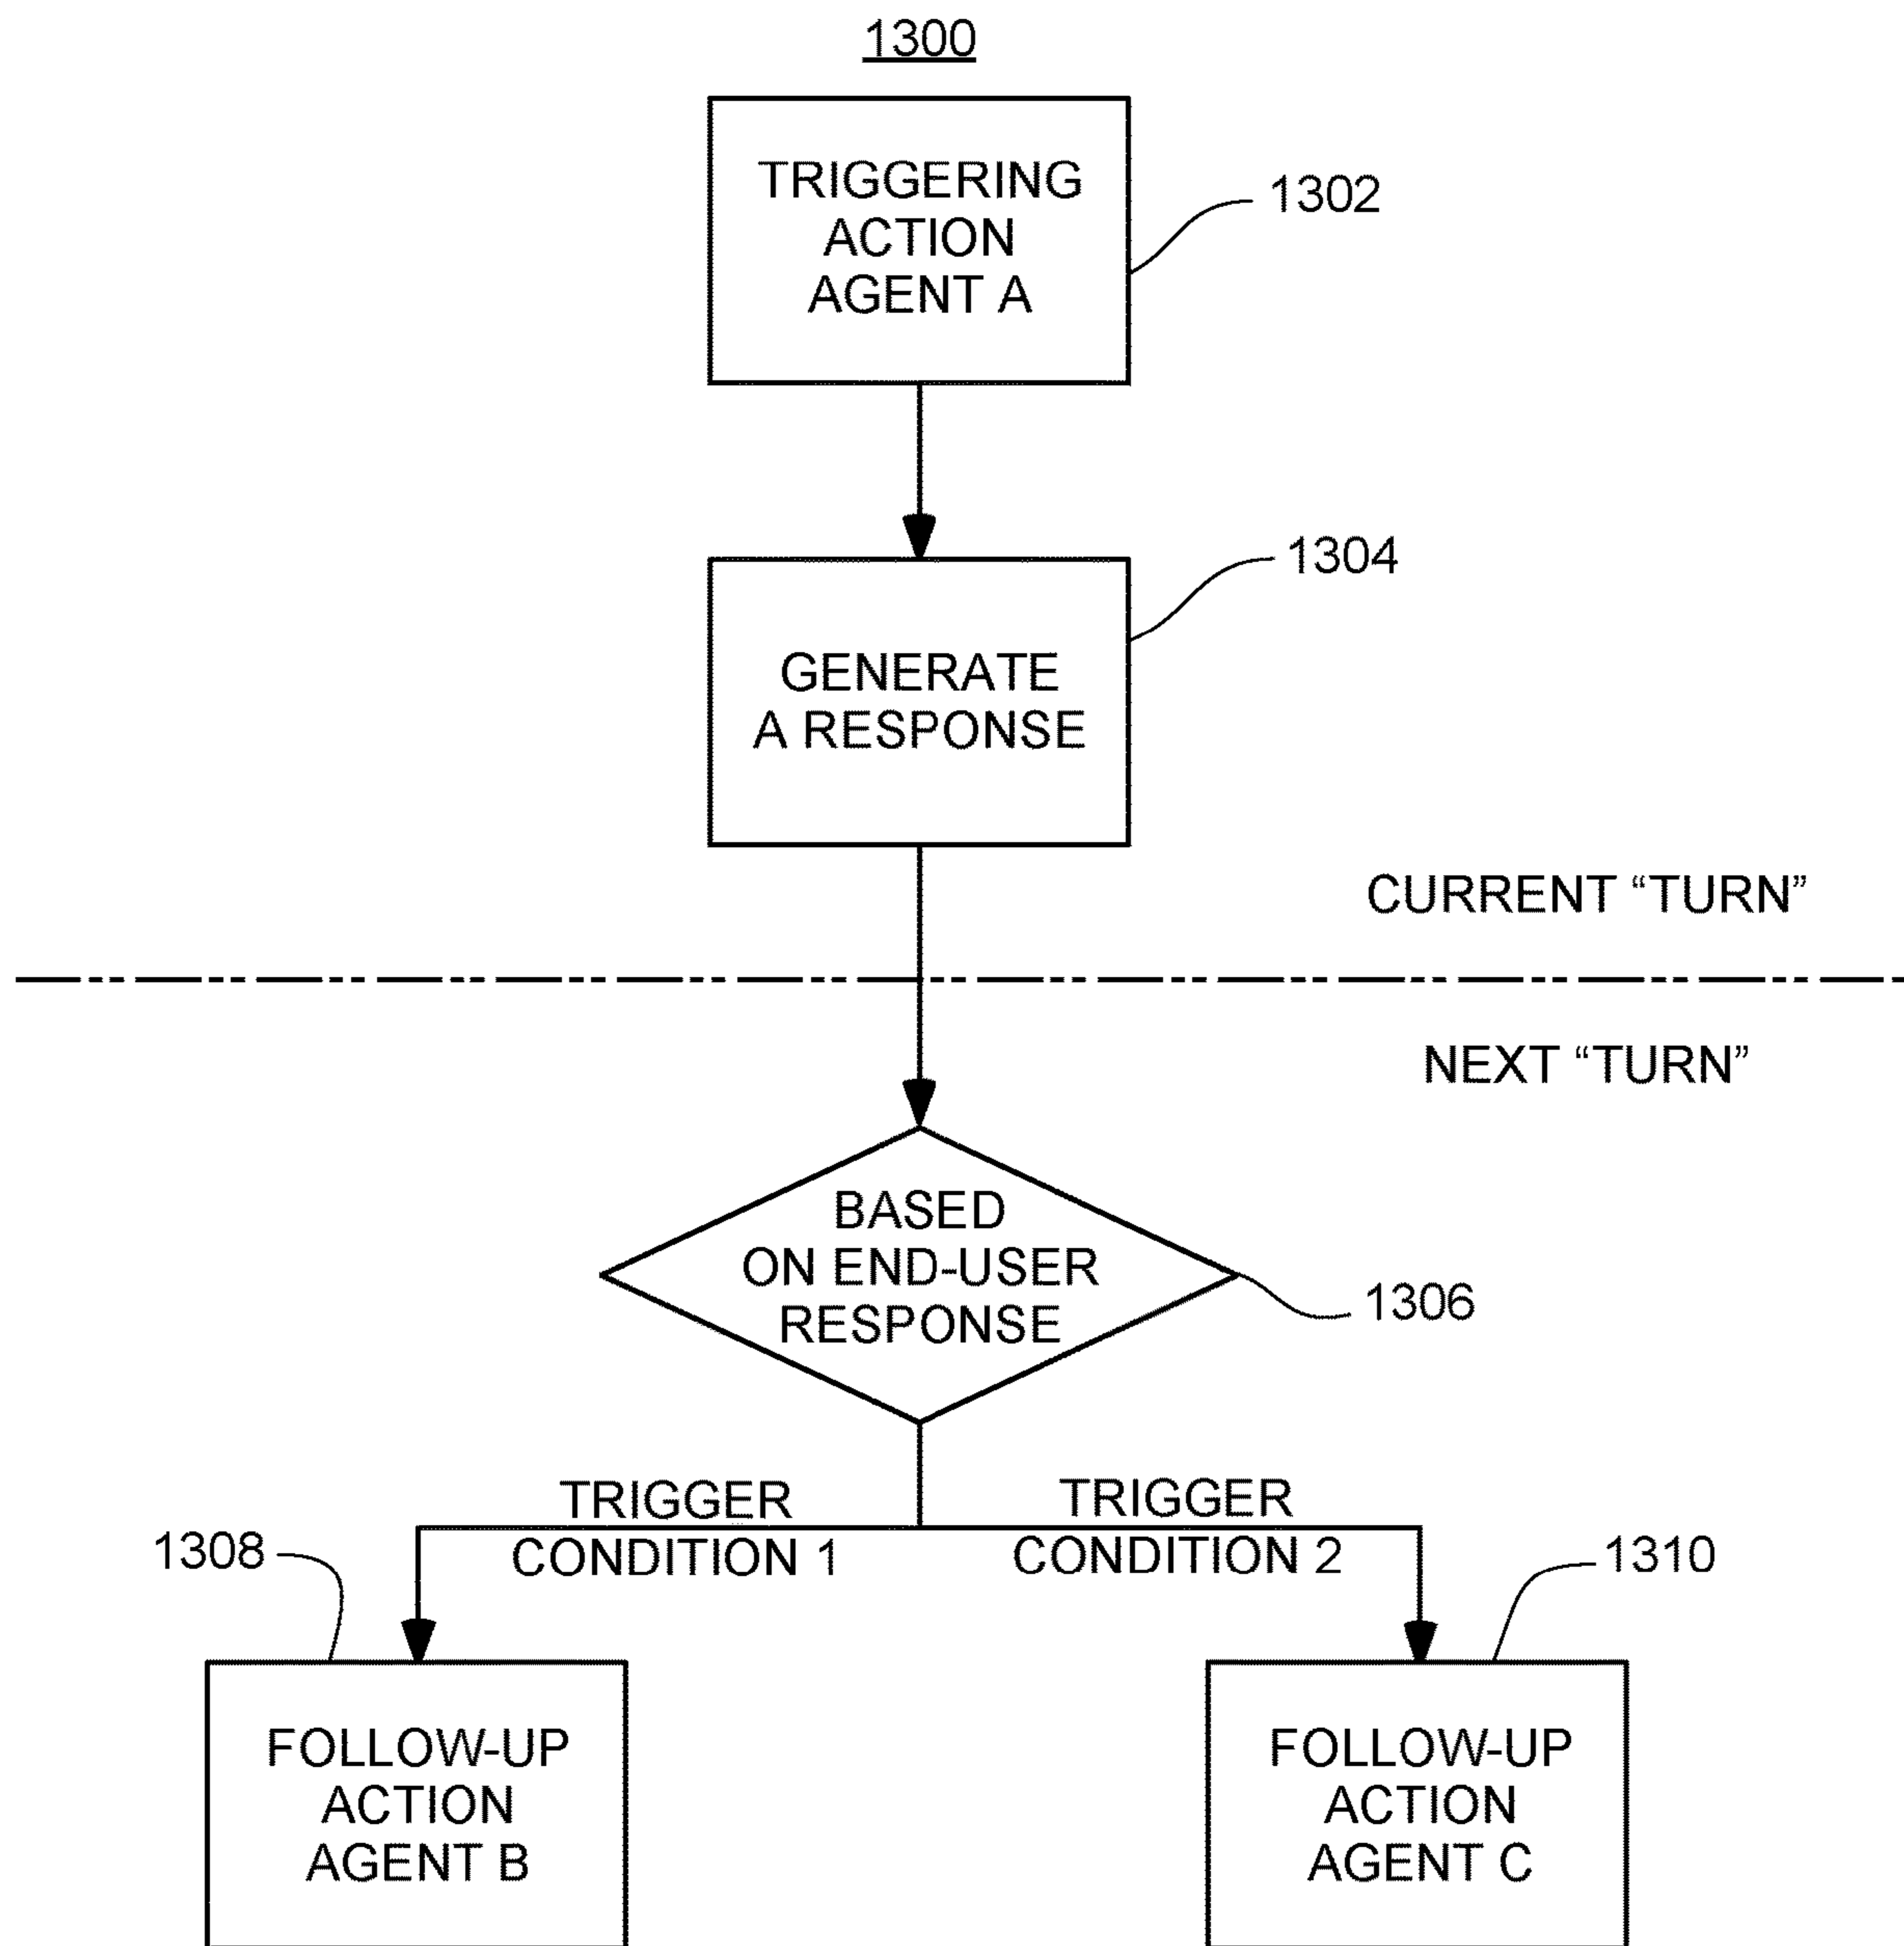 1300
TRIGGERING
ACTION
AGENT A
1302
GENERATE
A RESPONSE
1304
CURRENT “TURN”
NEXT “TURN”
BASED
ON END-USER
RESPONSE
1306
TRIGGER
CONDITION 1
TRIGGER
CONDITION 2
1308
FOLLOW-UP
ACTION
AGENT B
1310
FOLLOW-UP
ACTION
AGENT C